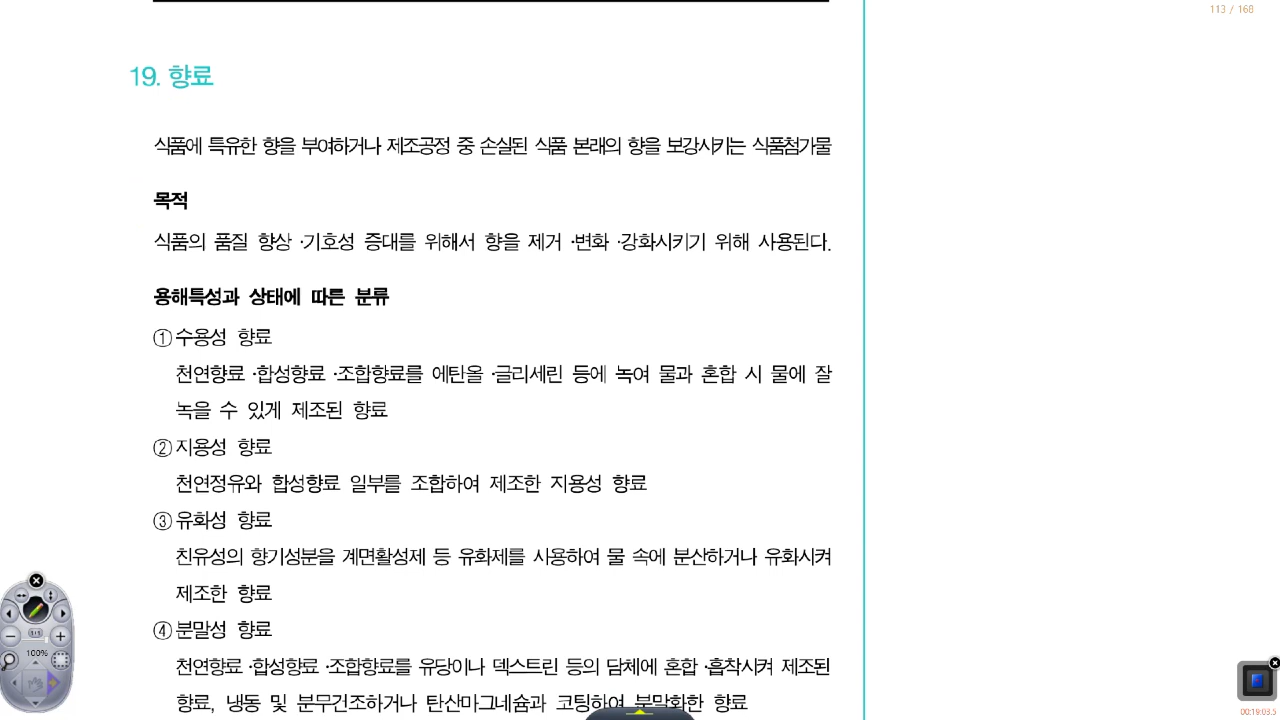 113 / 168
19. 향료
식품에 특유한 향을 부여하거나 제조공정 중 손실된 식품 본래의 향을 보강시키는 식품첨가물
목적
식품의 품질 향상 ·기호성 증대를 위해서 향을 제거 ·변화 ·강화시키기 위해 사용된다.
용해특성과 상태에 따른 분류
① 수용성 향료
천연향료 ·합성향료 ·조합향료를 에탄올 ·글리세린 등에 녹여 물과 혼합 시 물에 잘
녹을 수 있게 제조된 향료
② 지용성 향료
천연정유와 합성향료 일부를 조합하여 제조한 지용성 향료
③ 유화성 향료
친유성의 향기성분을 계면활성제 등 유화제를 사용하여 물 속에 분산하거나 유화시켜
제조한 향료
④ 분말성 향료
천연향료 ·합성향료 ·조합향료를 유당이나 덱스트린 등의 담체에 혼합 ·흡착시켜 제조된
향료, 냉동 및 분무건조하거나 탄산마그네슘과 코팅하여 분말화한 향료
1/1
100%
00:19:03.5